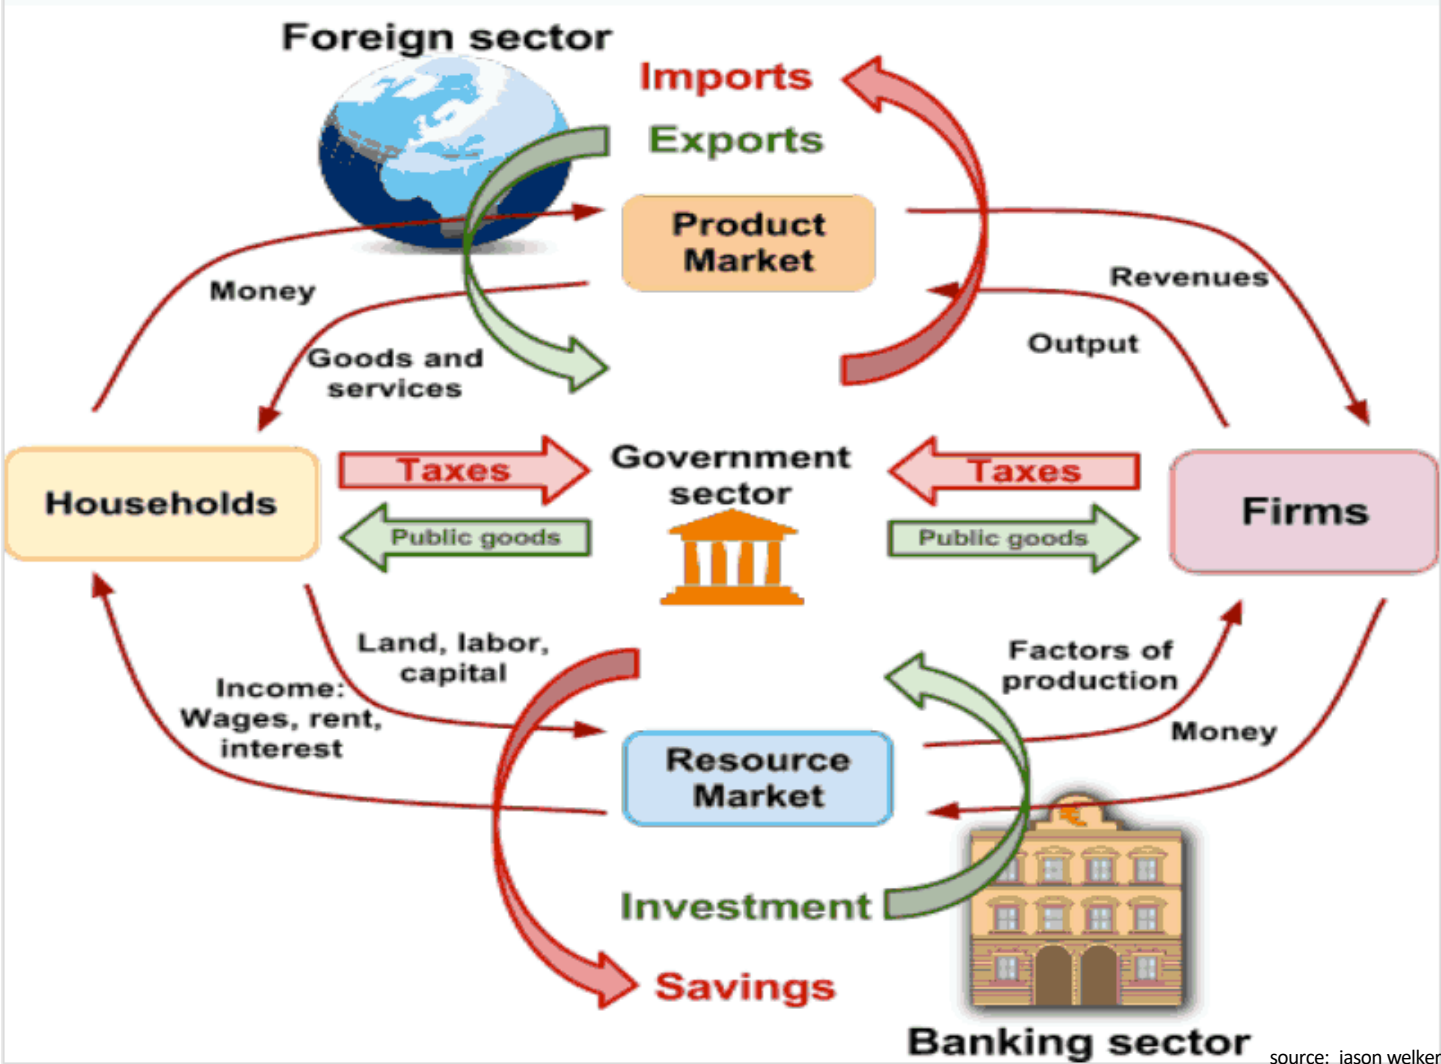 Foreign sector
Imports
Exports
Product
Market
Money
Revenues
Goods and
services
Output
Households
Taxes
Public goods
Government
sector
Taxes
Public goods
Firms
Land, labor,
capital
Income:
Wages, rent,
interest
Factors of
production
Money
Resource
Market
Investment
Savings
Banking sector
source: jason welker